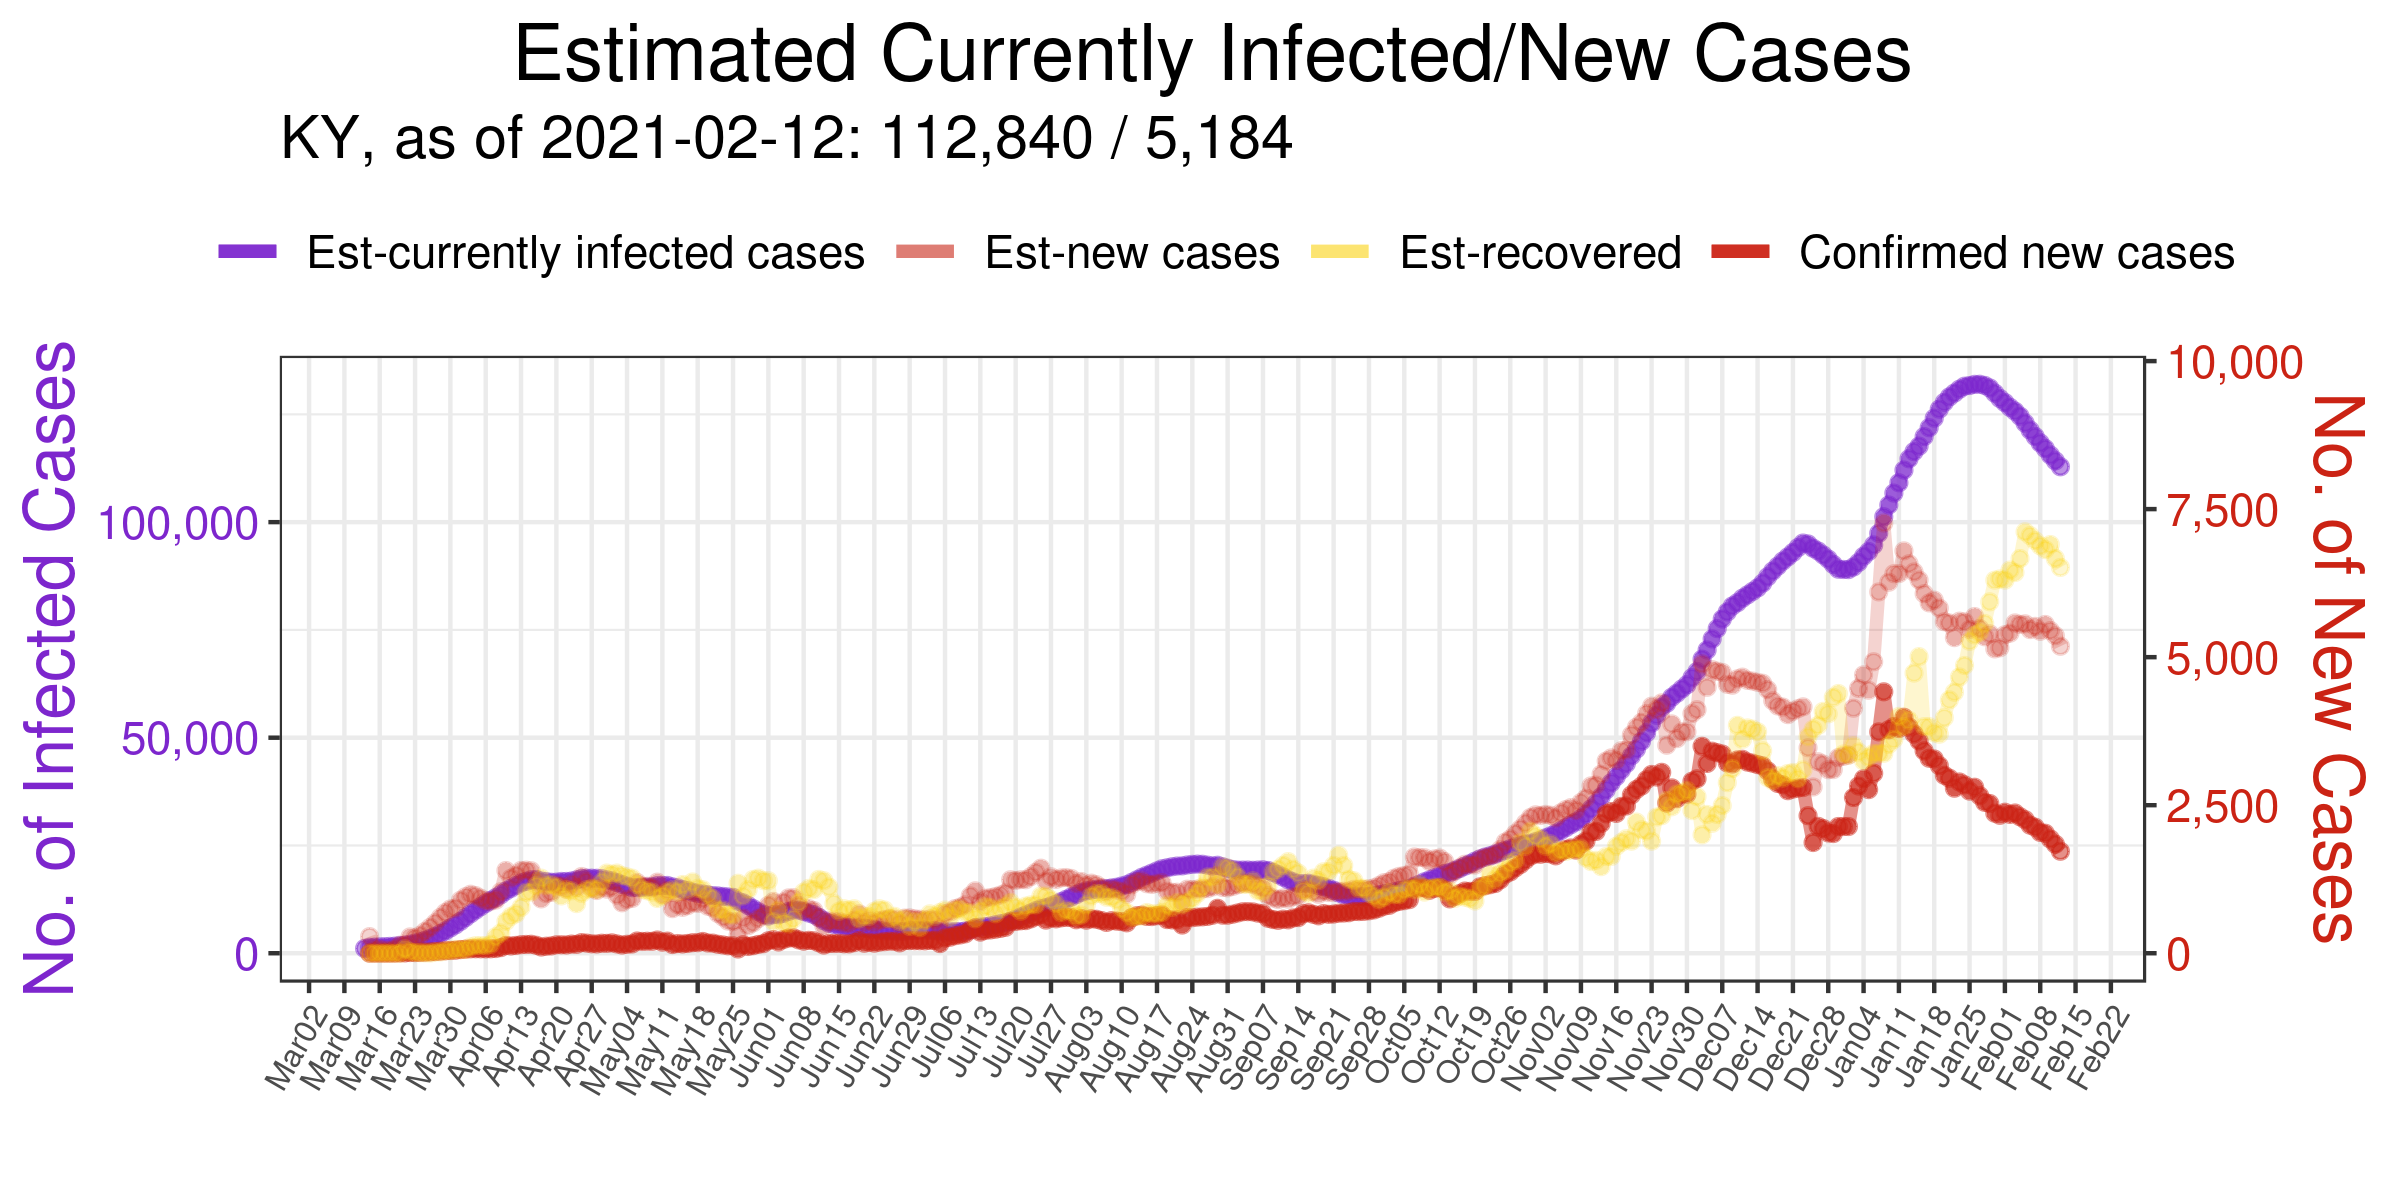 Estimated Currently Infected/New Cases
KY, as of 2021-02-12: 112,840 / 5,184
Est-currently infected cases Est-new cases Est-recovered Confirmed new cases
No. of Infected Cases
100,000
50,000
0
10,000
7,500
5,000
2,500
0
No. of New Cases
Mar02 Mar09 Mar16 Mar23 Mar30 Apr06 Apr13 Apr20 Apr27 May04 May11 May18 May25 Jun01 Jun08 Jun15 Jun22 Jun29 Jul06 Jul13 Jul20 Jul27 Aug03 Aug10 Aug17 Aug24 Aug31 Sep07 Sep14 Sep21 Sep28 Oct05 Oct12 Oct19 Oct26 Nov02 Nov09 Nov16 Nov23 Nov30 Dec07 Dec14 Dec21 Dec28 Jan04 Jan11 Jan18 Jan25 Feb01 Feb08 Feb15 Feb22